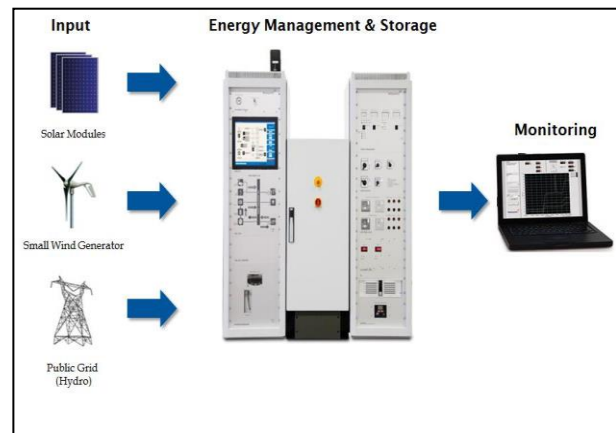 Input
Energy Management & Storage
Solar Modules
Small Wind Generator
Public Grid
(Hydro)
Monitoring